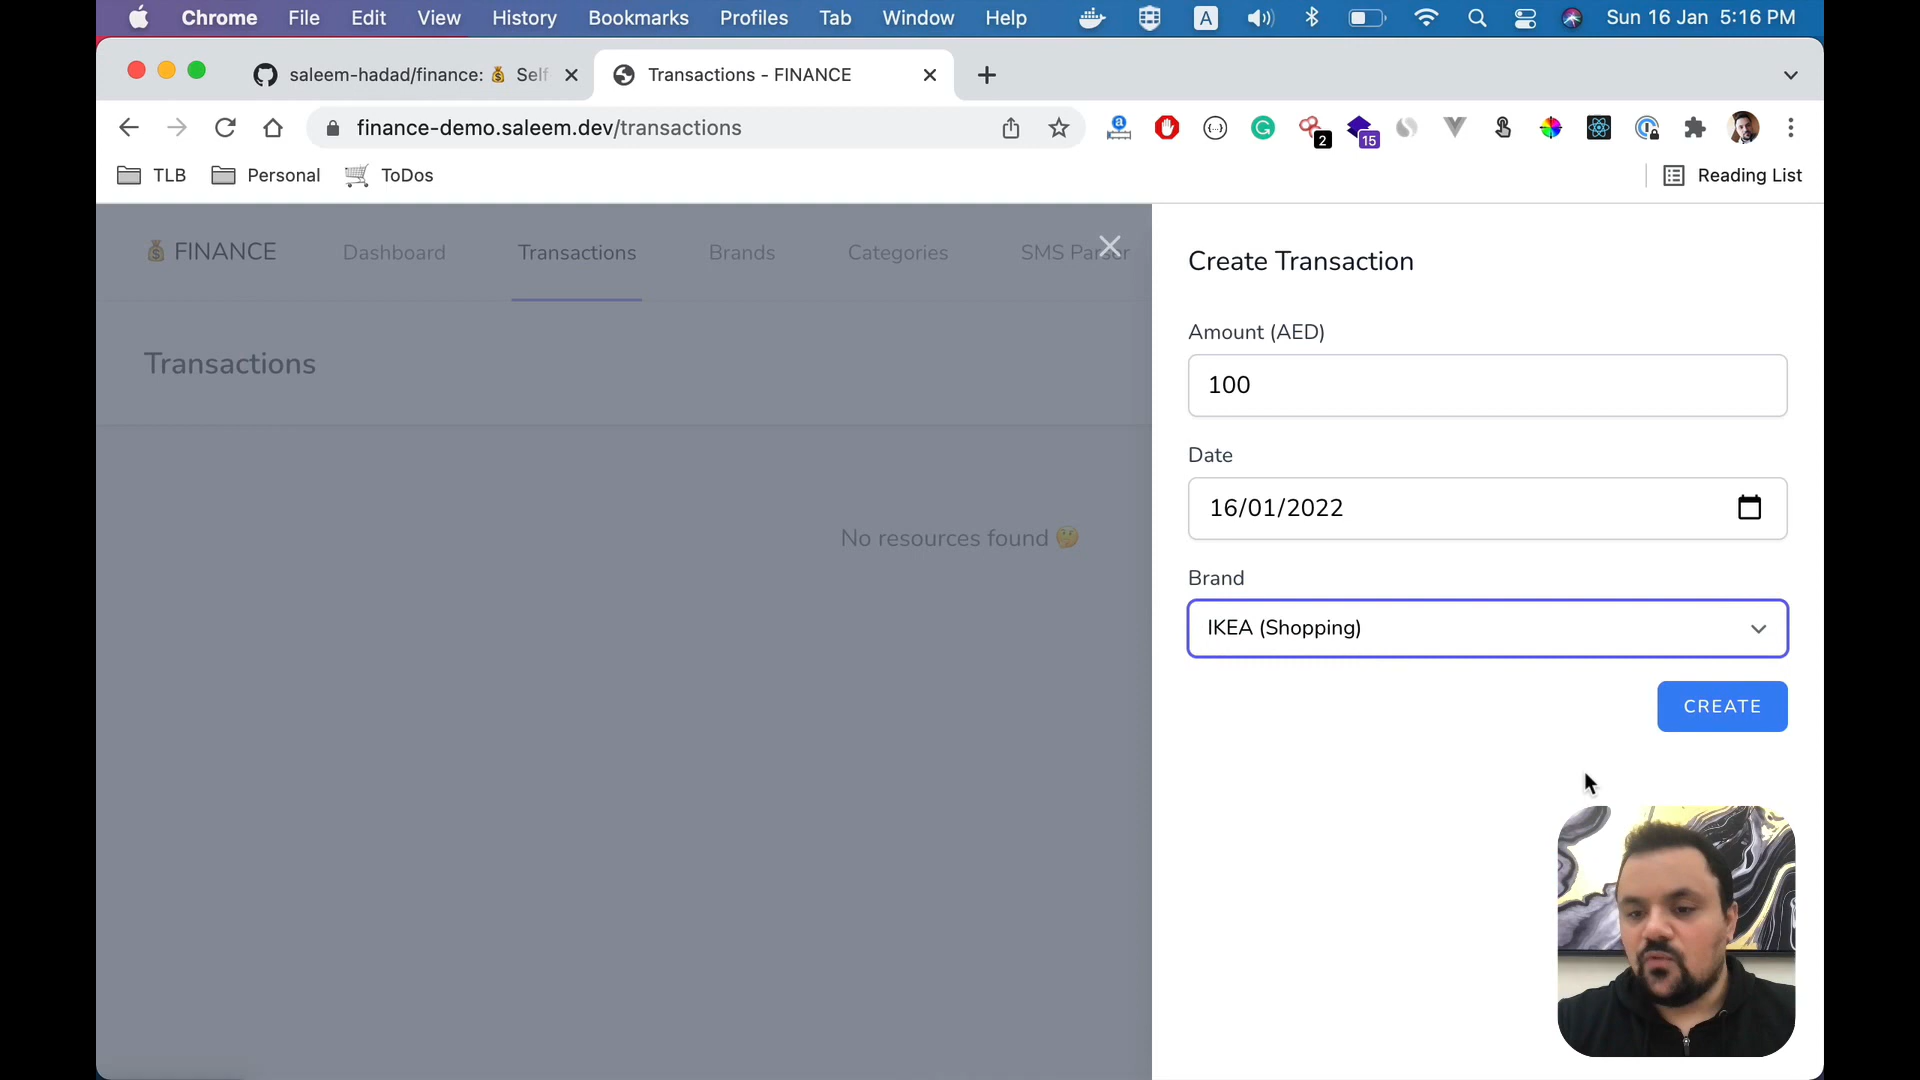 Chrome File Edit View History Bookmarks Profiles Tab Window Help A Sun 16 Jan 5:16 PM
saleem-hadad/finance: 💰 Self
Transactions - FINANCE
finance-demo.saleem.dev/transactions
2
15
TLB Personal ToDos Reading List
💰 FINANCE Dashboard Transactions Brands Categories SMS Parser
Transactions
No resources found 🤔
Create Transaction
Amount (AED)
100
Date
16/01/2022
Brand
IKEA (Shopping)
CREATE